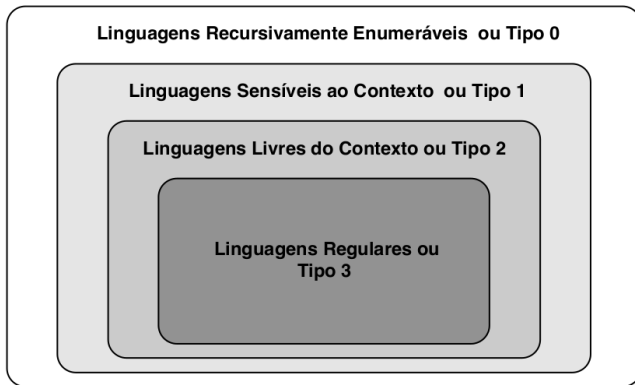 Linguagens Recursivamente Enumeráveis ou Tipo 0
Linguagens Sensíveis ao Contexto ou Tipo 1
Linguagens Livres do Contexto ou Tipo 2
Linguagens Regulares ou
Tipo 3